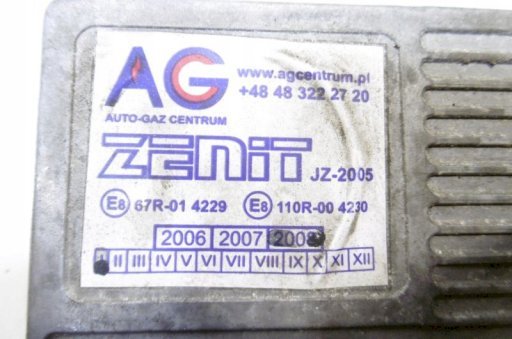 AG
www.agcentrum.pl
+48 48 322 27 20
AUTO-GAZ CENTRUM
ZENIT JZ-2005
E8 67R-01 4229 E8 110R-00 4230
2006 2007 2008
I II III IV V VI VII VIII IX X XI XII